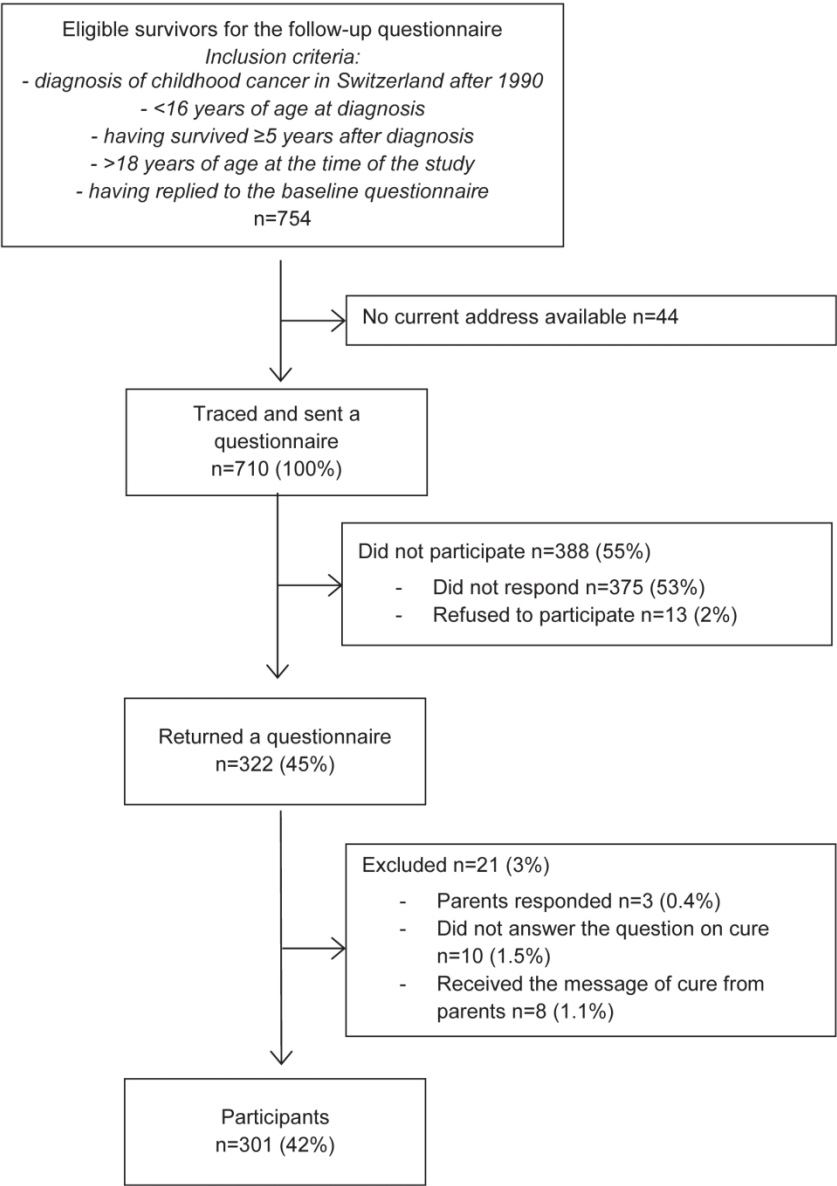 Eligible survivors for the follow-up questionnaire
Inclusion criteria:
- diagnosis of childhood cancer in Switzerland after 1990
- <16 years of age at diagnosis
- having survived ≥5 years after diagnosis
- >18 years of age at the time of the study
- having replied to the baseline questionnaire
n=754
No current address available n=44
Traced and sent a
questionnaire
n=710 (100%)
Did not participate n=388 (55%)
- Did not respond n=375 (53%)
- Refused to participate n=13 (2%)
Returned a questionnaire
n=322 (45%)
Excluded n=21 (3%)
- Parents responded n=3 (0.4%)
- Did not answer the question on cure
n=10 (1.5%)
- Received the message of cure from
parents n=8 (1.1%)
Participants
n=301 (42%)